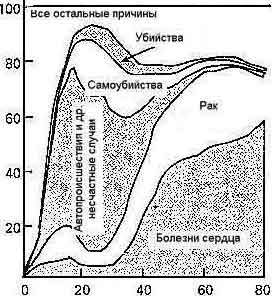 Все остальные причины
100
Убийства
80
Самоубийства
Рак
60
Автопроисшествия и др.
несчастные случаи
40
20
Болезни сердца
0 20 40 60 80